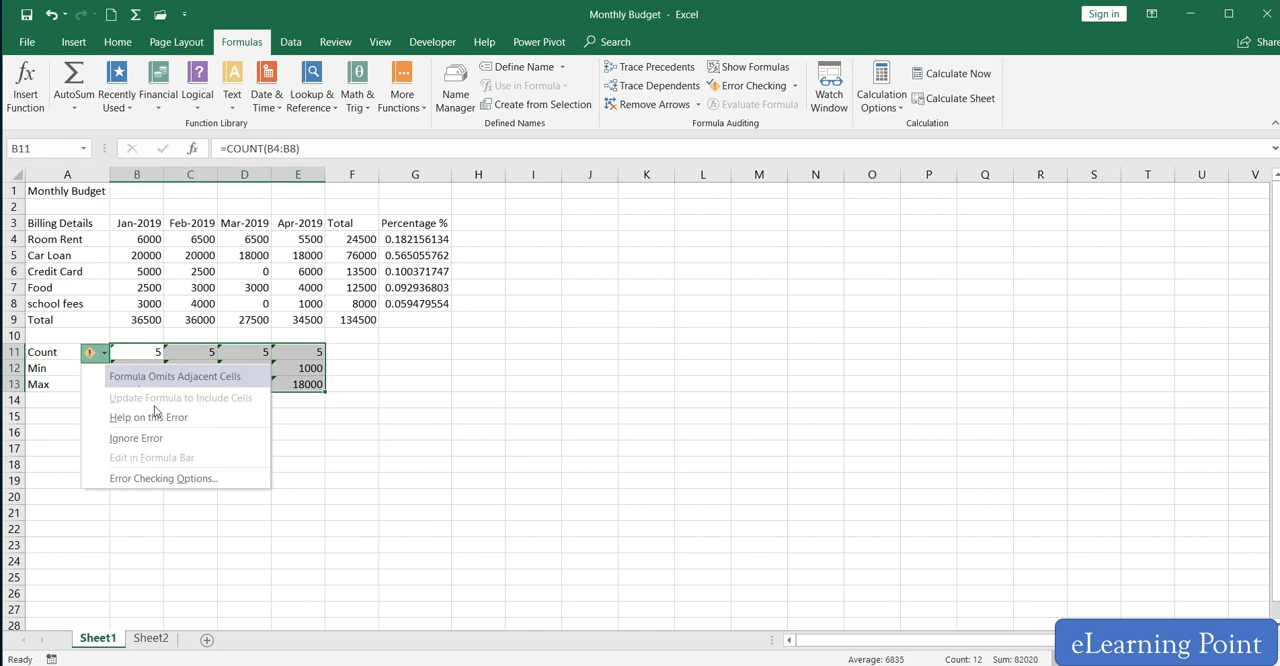 Monthly Budget - Excel
Sign in
File Insert Home Page Layout Formulas Data Review View Developer Help Power Pivot Search Share
Insert Function
AutoSum
Recently Used
Financial
Logical
Text
Date & Time
Lookup & Reference
Math & Trig
More Functions
Function Library
Name Manager
Define Name
Use in Formula
Create from Selection
Defined Names
Trace Precedents
Trace Dependents
Remove Arrows
Show Formulas
Error Checking
Evaluate Formula
Formula Auditing
Watch Window
Calculation Options
Calculate Now
Calculate Sheet
Calculation
B11 fx =COUNT(B4:B8)
A B C D E F G H I J K L M N O P Q R S T U V
1 Monthly Budget
2
3 Billing Details Jan-2019 Feb-2019 Mar-2019 Apr-2019 Total Percentage %
4 Room Rent 6000 6500 6500 5500 24500 0.182156134
5 Car Loan 20000 20000 18000 18000 76000 0.565055762
6 Credit Card 5000 2500 0 6000 13500 0.100371747
7 Food 2500 3000 3000 4000 12500 0.092936803
8 school fees 3000 4000 0 1000 8000 0.059479554
9 Total 36500 36000 27500 34500 134500
10
11 Count 5 5 5 5
12 Min 1000
13 Max 18000
14
15
16
17
18
19
20
21
22
23
24
25
26
27
28
Formula Omits Adjacent Cells
Update Formula to Include Cells
Help on this Error
Ignore Error
Edit in Formula Bar
Error Checking Options...
Sheet1 Sheet2
Ready Average: 6835 Count: 12 Sum: 82020
eLearning Point